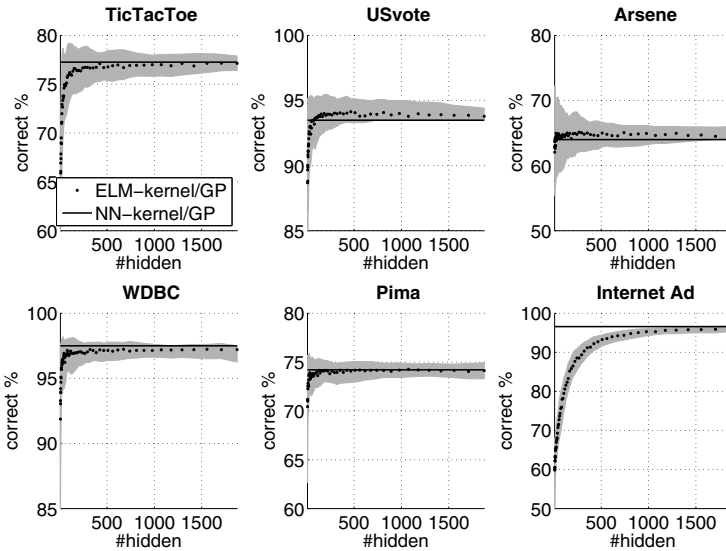 TicTacToe
80
75
70
65
60
correct %
500 1000 1500
#hidden
ELM−kernel/GP
NN−kernel/GP
USvote
100
95
90
85
correct %
500 1000 1500
#hidden
Arsene
80
70
60
50
correct %
500 1000 1500
#hidden
WDBC
100
95
90
85
correct %
500 1000 1500
#hidden
Pima
80
75
70
65
60
correct %
500 1000 1500
#hidden
Internet Ad
100
90
80
70
60
50
correct %
500 1000 1500
#hidden